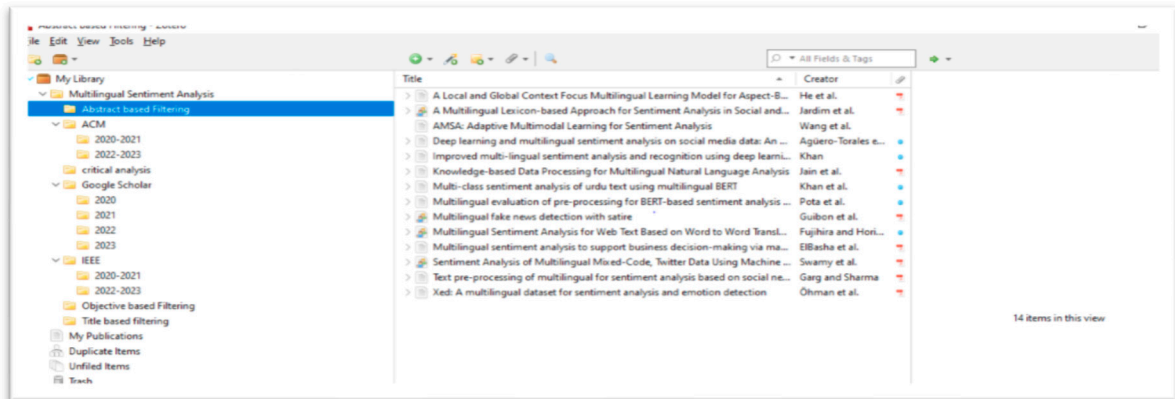 Abstract based Filtering - Zotero
ile Edit View Tools Help
All Fields & Tags
My Library
Multilingual Sentiment Analysis
Abstract based Filtering
ACM
2020-2021
2022-2023
critical analysis
Google Scholar
2020
2021
2022
2023
IEEE
2020-2021
2022-2023
Objective based Filtering
Title based filtering
My Publications
Duplicate Items
Unfiled Items
Trash
Title Creator
A Local and Global Context Focus Multilingual Learning Model for Aspect-B... He et al.
A Multilingual Lexicon-based Approach for Sentiment Analysis in Social and... Jardim et al.
AMSA: Adaptive Multimodal Learning for Sentiment Analysis Wang et al.
Deep learning and multilingual sentiment analysis on social media data: An ... Agüero-Torales e...
Improved multi-lingual sentiment analysis and recognition using deep learni... Khan
Knowledge-based Data Processing for Multilingual Natural Language Analysis Jain et al.
Multi-class sentiment analysis of urdu text using multilingual BERT Khan et al.
Multilingual evaluation of pre-processing for BERT-based sentiment analysis ... Pota et al.
Multilingual fake news detection with satire Guibon et al.
Multilingual Sentiment Analysis for Web Text Based on Word to Word Transl... Fujihira and Hori...
Multilingual sentiment analysis to support business decision-making via ma... ElBasha et al.
Sentiment Analysis of Multilingual Mixed-Code, Twitter Data Using Machine ... Swamy et al.
Text pre-processing of multilingual for sentiment analysis based on social ne... Garg and Sharma
Xed: A multilingual dataset for sentiment analysis and emotion detection Öhman et al.
14 items in this view